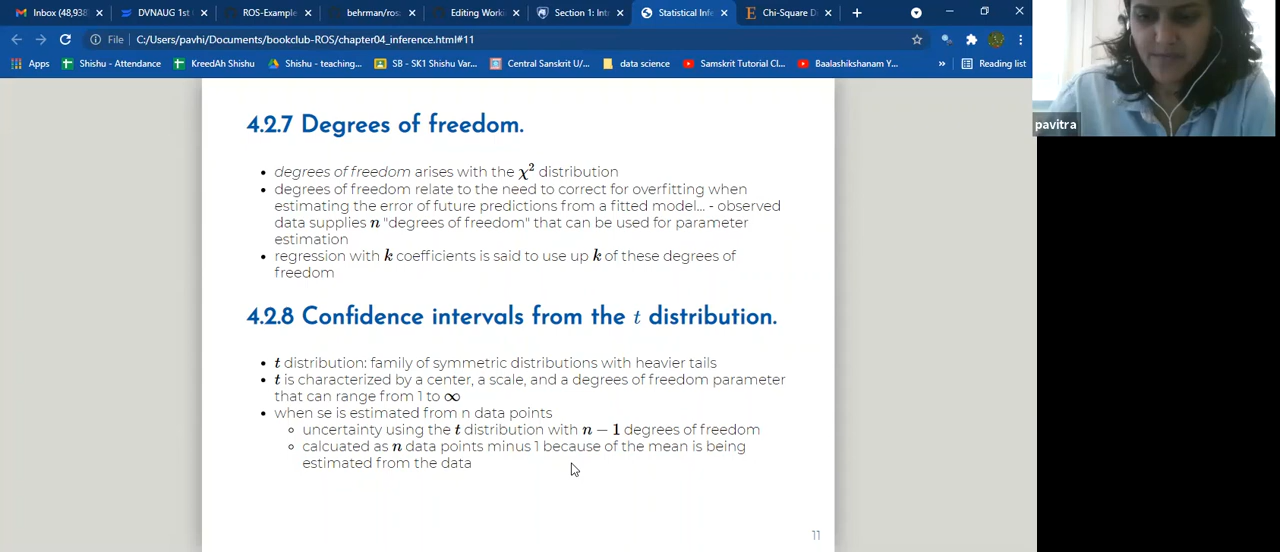 Inbox (48,938
DVNAUG 1st
ROS-Example
behrman/ros
Editing Worki
Section 1: Int
Statistical Infe
Chi-Square D
File C:/Users/pavhi/Documents/bookclub-ROS/chapter04_inference.html#11
Apps Shishu - Attendance KreedAh Shishu Shishu - teaching... SB - SK1 Shishu Var... Central Sanskrit U/... data science Samskrit Tutorial Cl... Baalashikshanam Y... » Reading list
pavitra
4.2.7 Degrees of freedom.
• degrees of freedom arises with the χ² distribution
• degrees of freedom relate to the need to correct for overfitting when
estimating the error of future predictions from a fitted model... - observed
data supplies n "degrees of freedom" that can be used for parameter
estimation
• regression with k coefficients is said to use up k of these degrees of
freedom
4.2.8 Confidence intervals from the t distribution.
• t distribution: family of symmetric distributions with heavier tails
• t is characterized by a center, a scale, and a degrees of freedom parameter
that can range from 1 to ∞
• when se is estimated from n data points
◦ uncertainty using the t distribution with n − 1 degrees of freedom
◦ calcuated as n data points minus 1 because of the mean is being
estimated from the data
11